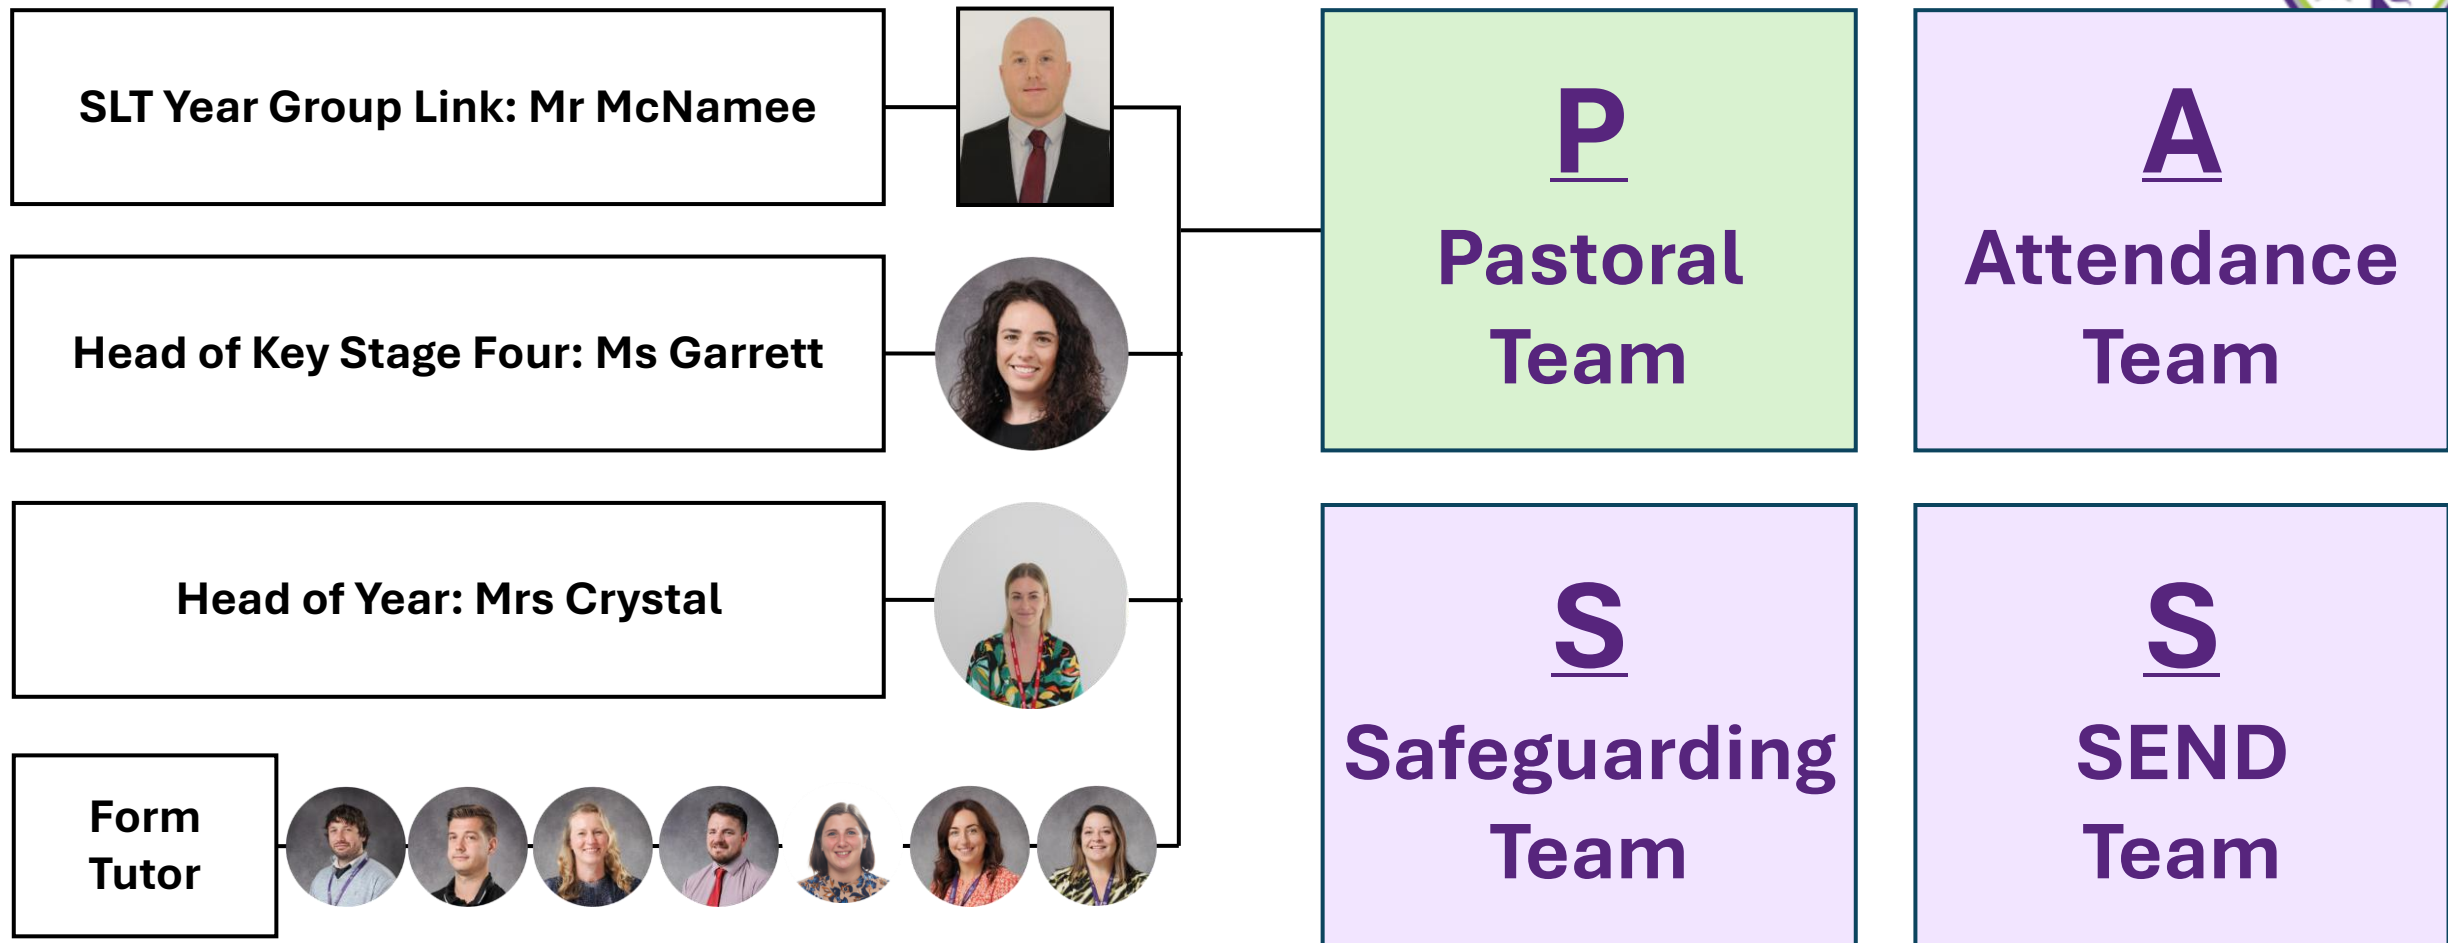 SLT Year Group Link: Mr McNamee
Head of Key Stage Four: Ms Garrett
Head of Year: Mrs Crystal
Form
Tutor
P
Pastoral
Team
A
Attendance
Team
S
Safeguarding
Team
S
SEND
Team